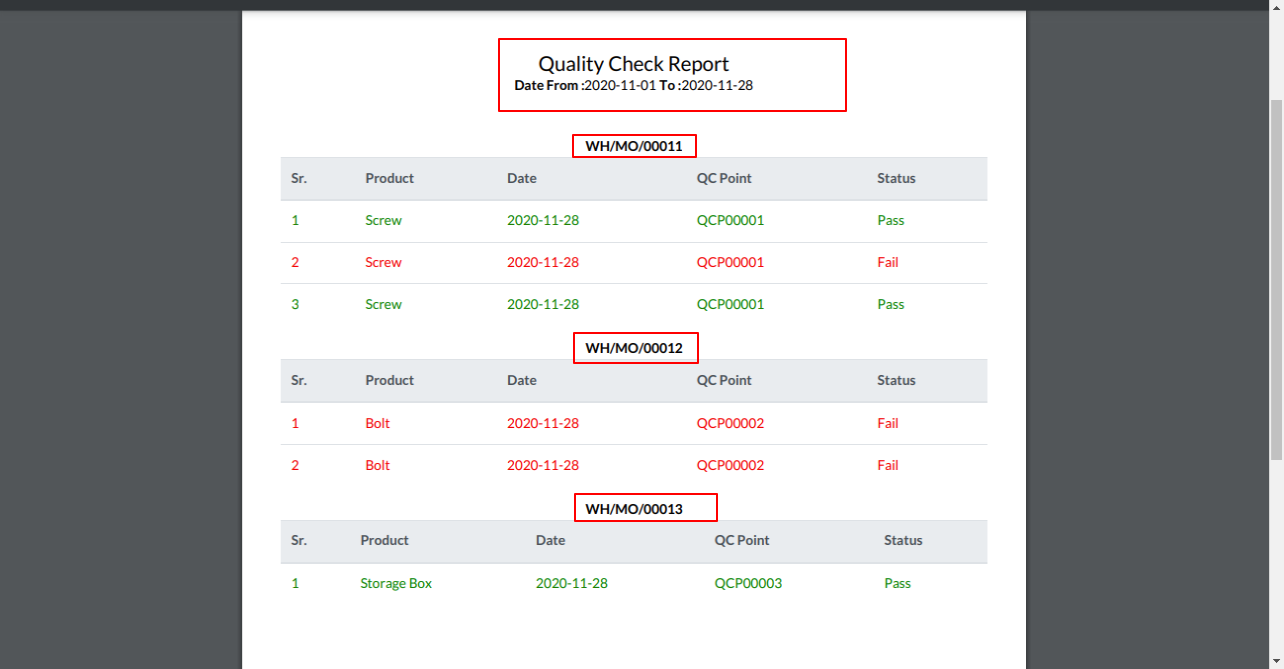 Quality Check Report
Date From :2020-11-01 To :2020-11-28
WH/MO/00011
Sr. Product Date QC Point Status
1 Screw 2020-11-28 QCP00001 Pass
2 Screw 2020-11-28 QCP00001 Fail
3 Screw 2020-11-28 QCP00001 Pass
WH/MO/00012
Sr. Product Date QC Point Status
1 Bolt 2020-11-28 QCP00002 Fail
2 Bolt 2020-11-28 QCP00002 Fail
WH/MO/00013
Sr. Product Date QC Point Status
1 Storage Box 2020-11-28 QCP00003 Pass